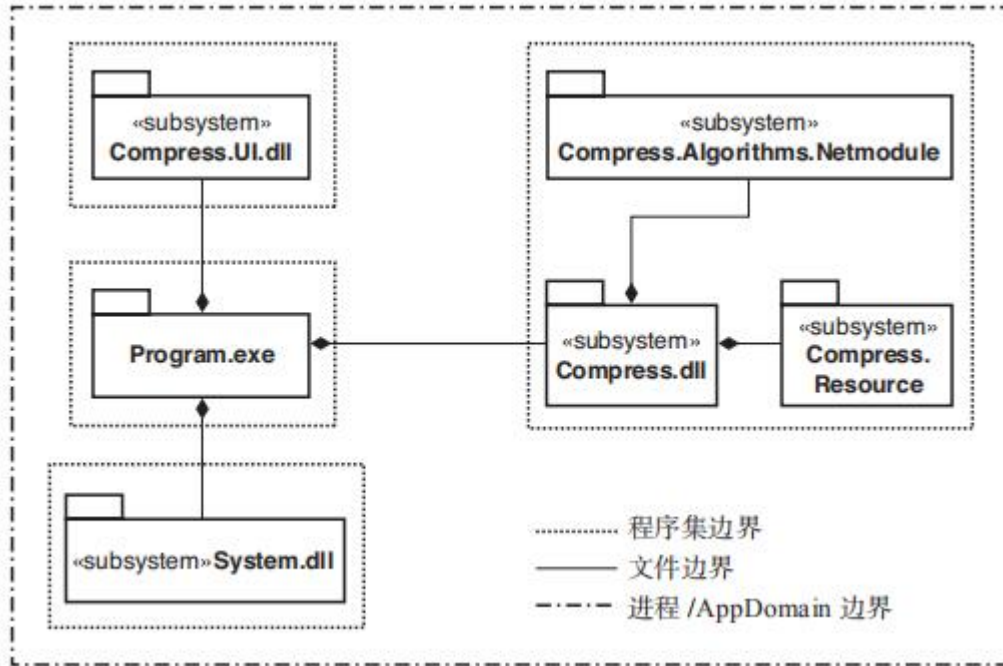 «subsystem»
Compress.UI.dll
«subsystem»
Compress.Algorithms.Netmodule
Program.exe
«subsystem»
Compress.dll
«subsystem»
Compress.
Resource
«subsystem»System.dll
程序集边界
文件边界
进程 /AppDomain 边界